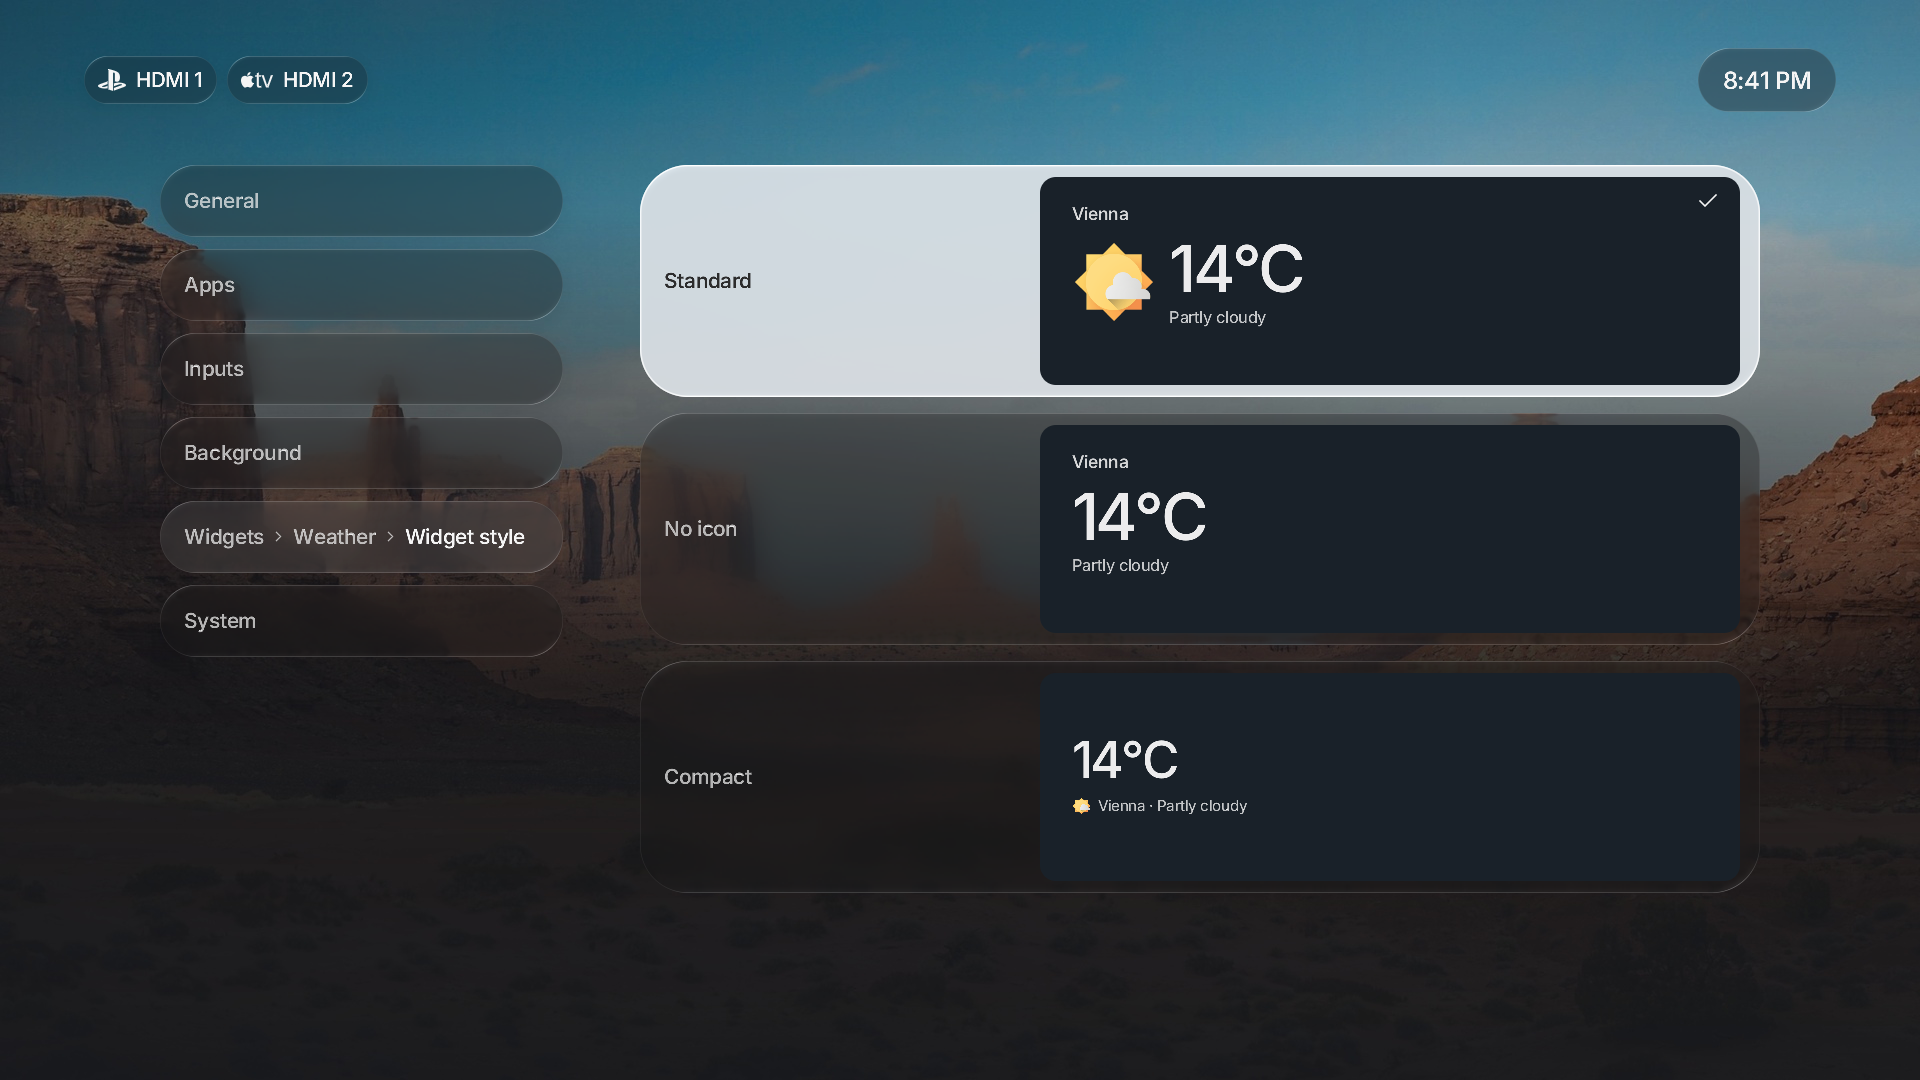 HDMI 1
tv HDMI 2
8:41 PM
General
Apps
Inputs
Background
Widgets > Weather > Widget style
System
Standard
Vienna
14°C
Partly cloudy
No icon
Vienna
14°C
Partly cloudy
Compact
14°C
Vienna · Partly cloudy